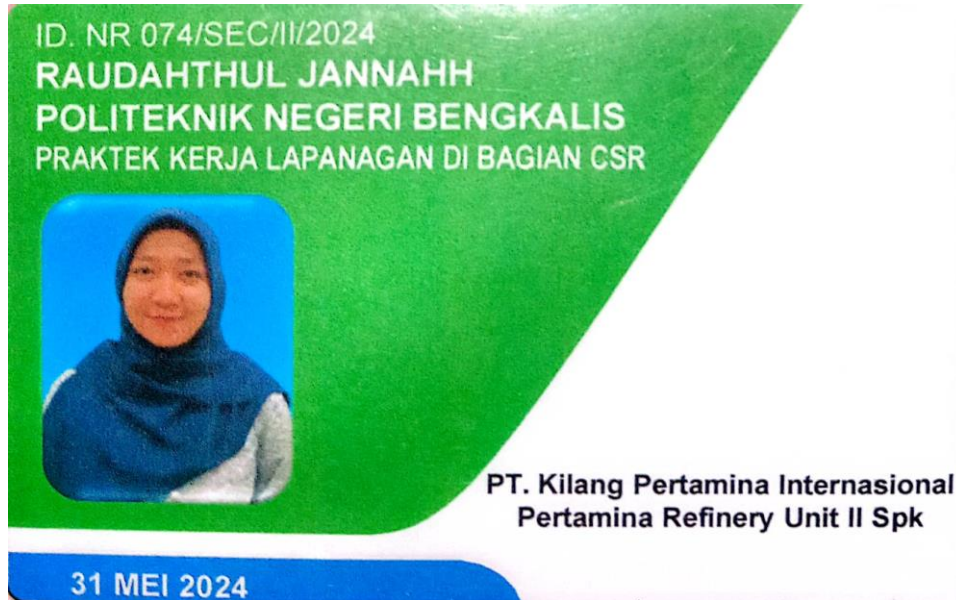 ID. NR 074/SEC/II/2024
RAUDAHTHUL JANNAHH
POLITEKNIK NEGERI BENGKALIS
PRAKTEK KERJA LAPANAGAN DI BAGIAN CSR
PT. Kilang Pertamina Internasional
Pertamina Refinery Unit II Spk
31 MEI 2024